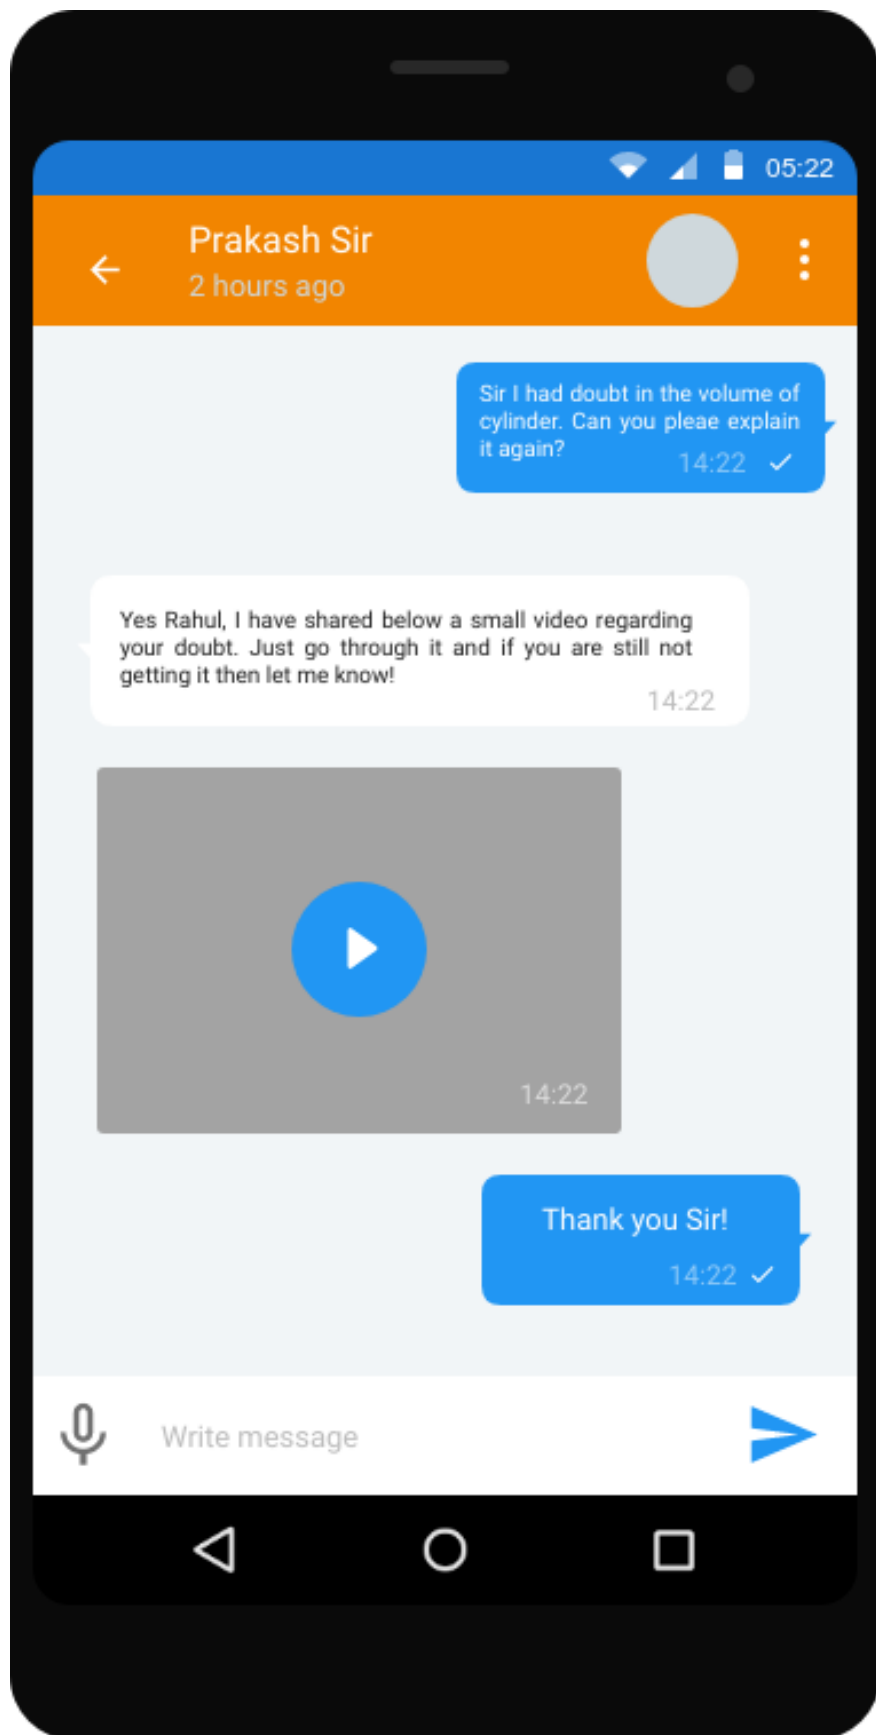 05:22
Prakash Sir
2 hours ago
Sir I had doubt in the volume of
cylinder. Can you pleae explain
it again?
14:22
Yes Rahul, I have shared below a small video regarding
your doubt. Just go through it and if you are still not
getting it then let me know!
14:22
14:22
Thank you Sir!
14:22
Write message